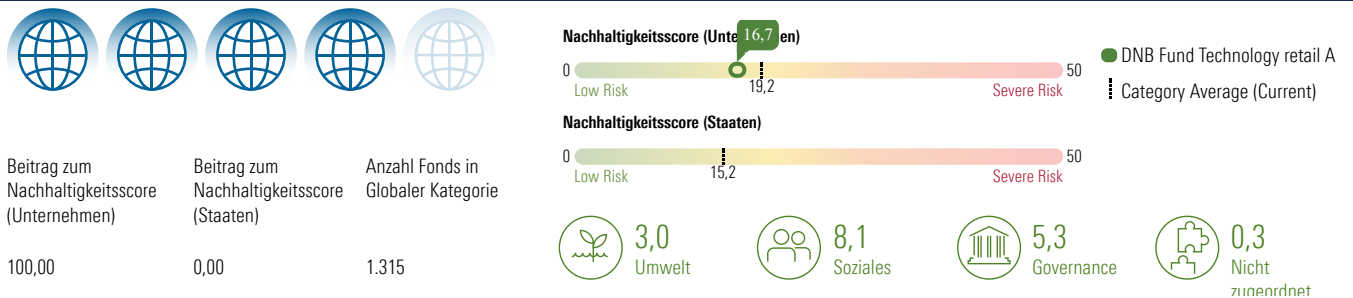 Beitrag zum
Nachhaltigkeitsscore
(Unternehmen)
100,00
Beitrag zum
Nachhaltigkeitsscore
(Staaten)
0,00
Anzahl Fonds in
Globaler Kategorie
1.315
Nachhaltigkeitsscore (Unte en)
16,7
0
50
Low Risk
19,2
Severe Risk
Nachhaltigkeitsscore (Staaten)
0
50
Low Risk
15,2
Severe Risk
DNB Fund Technology retail A
Category Average (Current)
3,0
Umwelt
8,1
Soziales
5,3
Governance
0,3
Nicht
zugeordnet